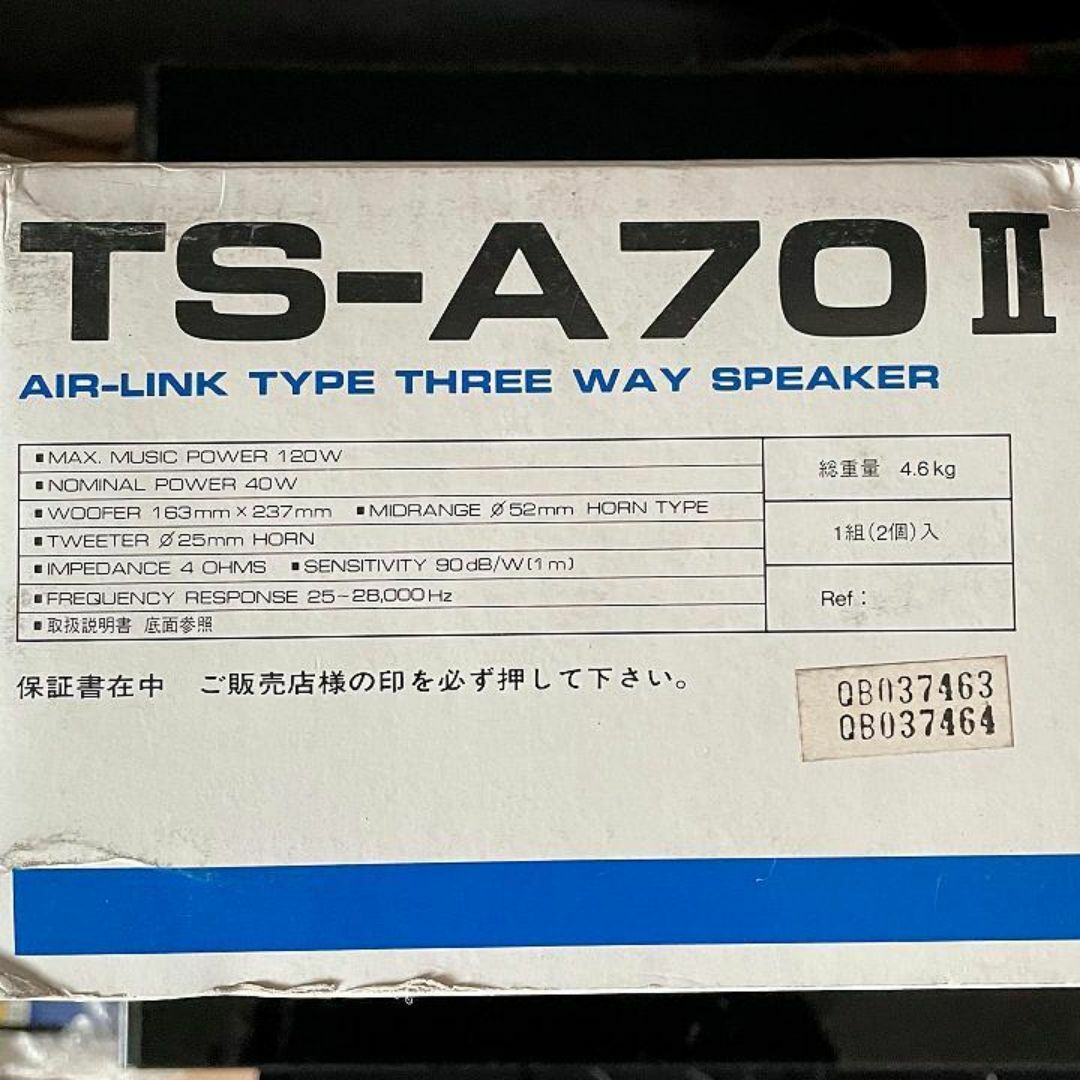 TS-A70 II
AIR-LINK TYPE THREE WAY SPEAKER
▪MAX. MUSIC POWER 120W
▪NOMINAL POWER 40W
▪WOOFER 163mm×237mm ▪MIDRANGE Ø52mm HORN TYPE
▪TWEETER Ø25mm HORN
▪IMPEDANCE 4 OHMS ▪SENSITIVITY 90dB/W(1m)
▪FREQUENCY RESPONSE 25~28,000Hz
▪取扱説明書 底面参照
総重量 4.6kg
1組(2個)入
Ref:
保証書在中 ご販売店様の印を必ず押して下さい。
QB037463
QB037464